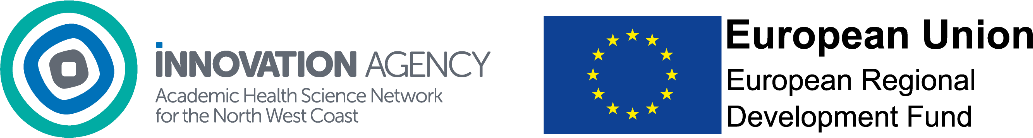 iNNOVATION AGENCY
Academic Health Science Network
for the North West Coast
European Union
European Regional
Development Fund